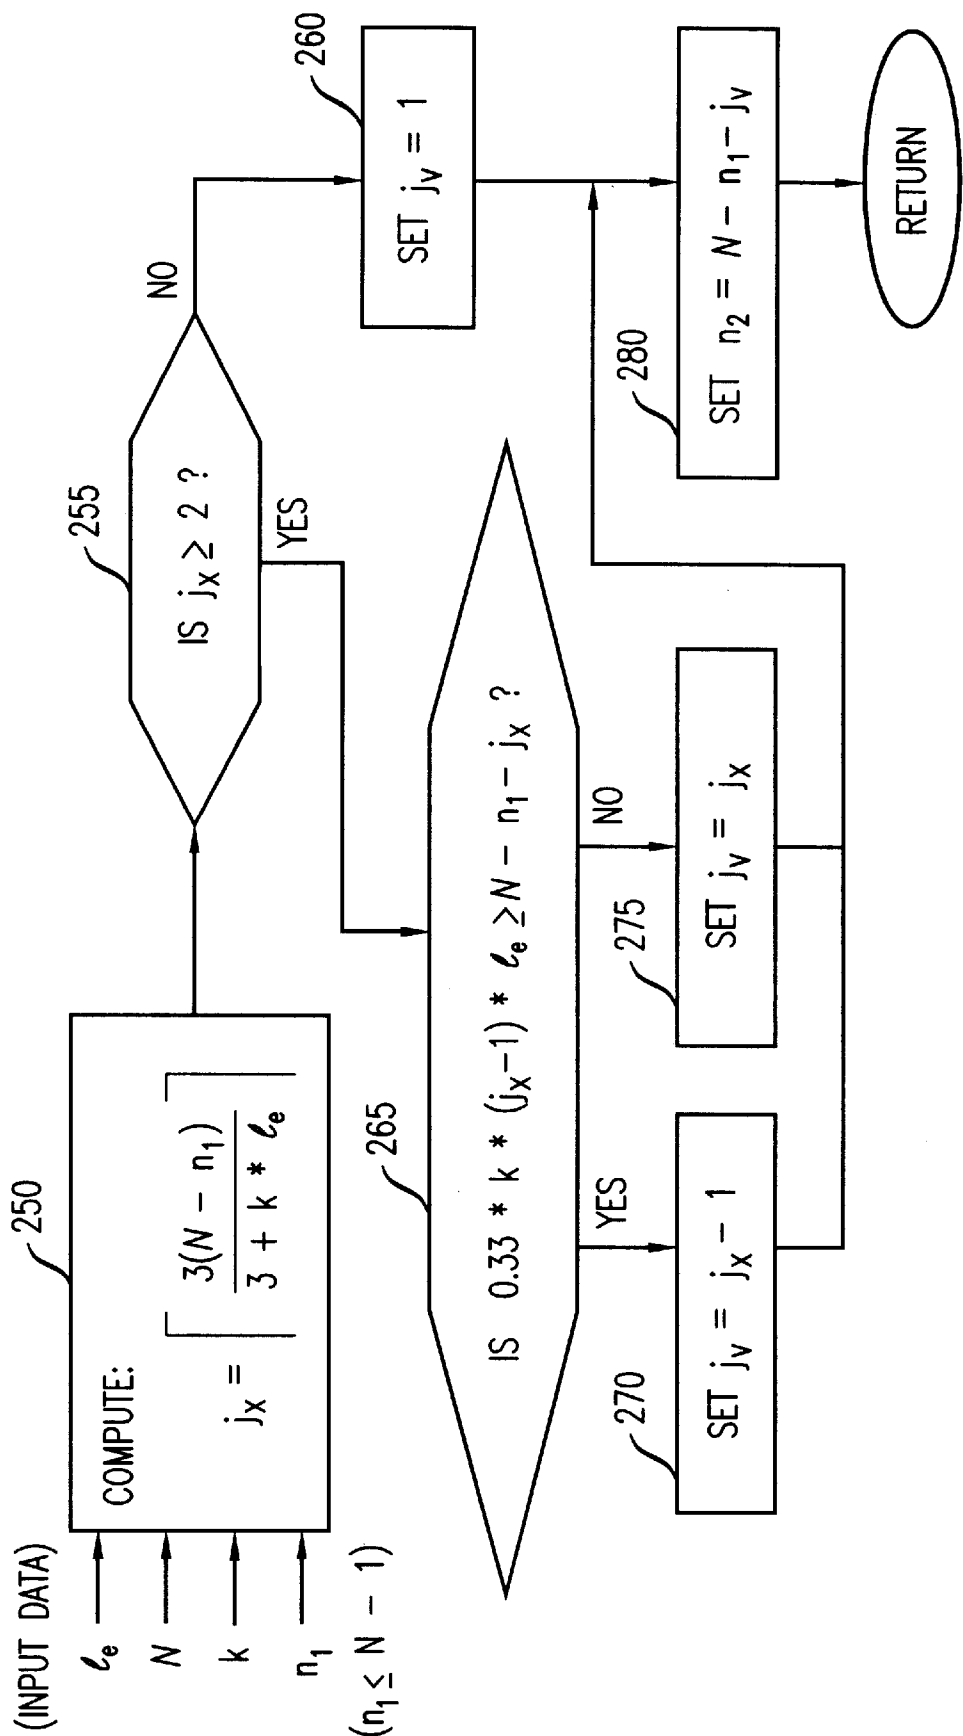 (INPUT DATA)
ℓe
N
k
n1
(n1 ≤ N − 1)
250
COMPUTE:
jx = ⌈ 3(N − n1) / 3 + k * ℓe ⌉
255
IS jx ≥ 2 ?
NO
YES
260
SET jv = 1
265
IS 0.33 * k * (jx−1) * ℓe ≥ N − n1 − jx ?
YES
NO
270
SET jv = jx − 1
275
SET jv = jx
280
SET n2 = N − n1 − jv
RETURN